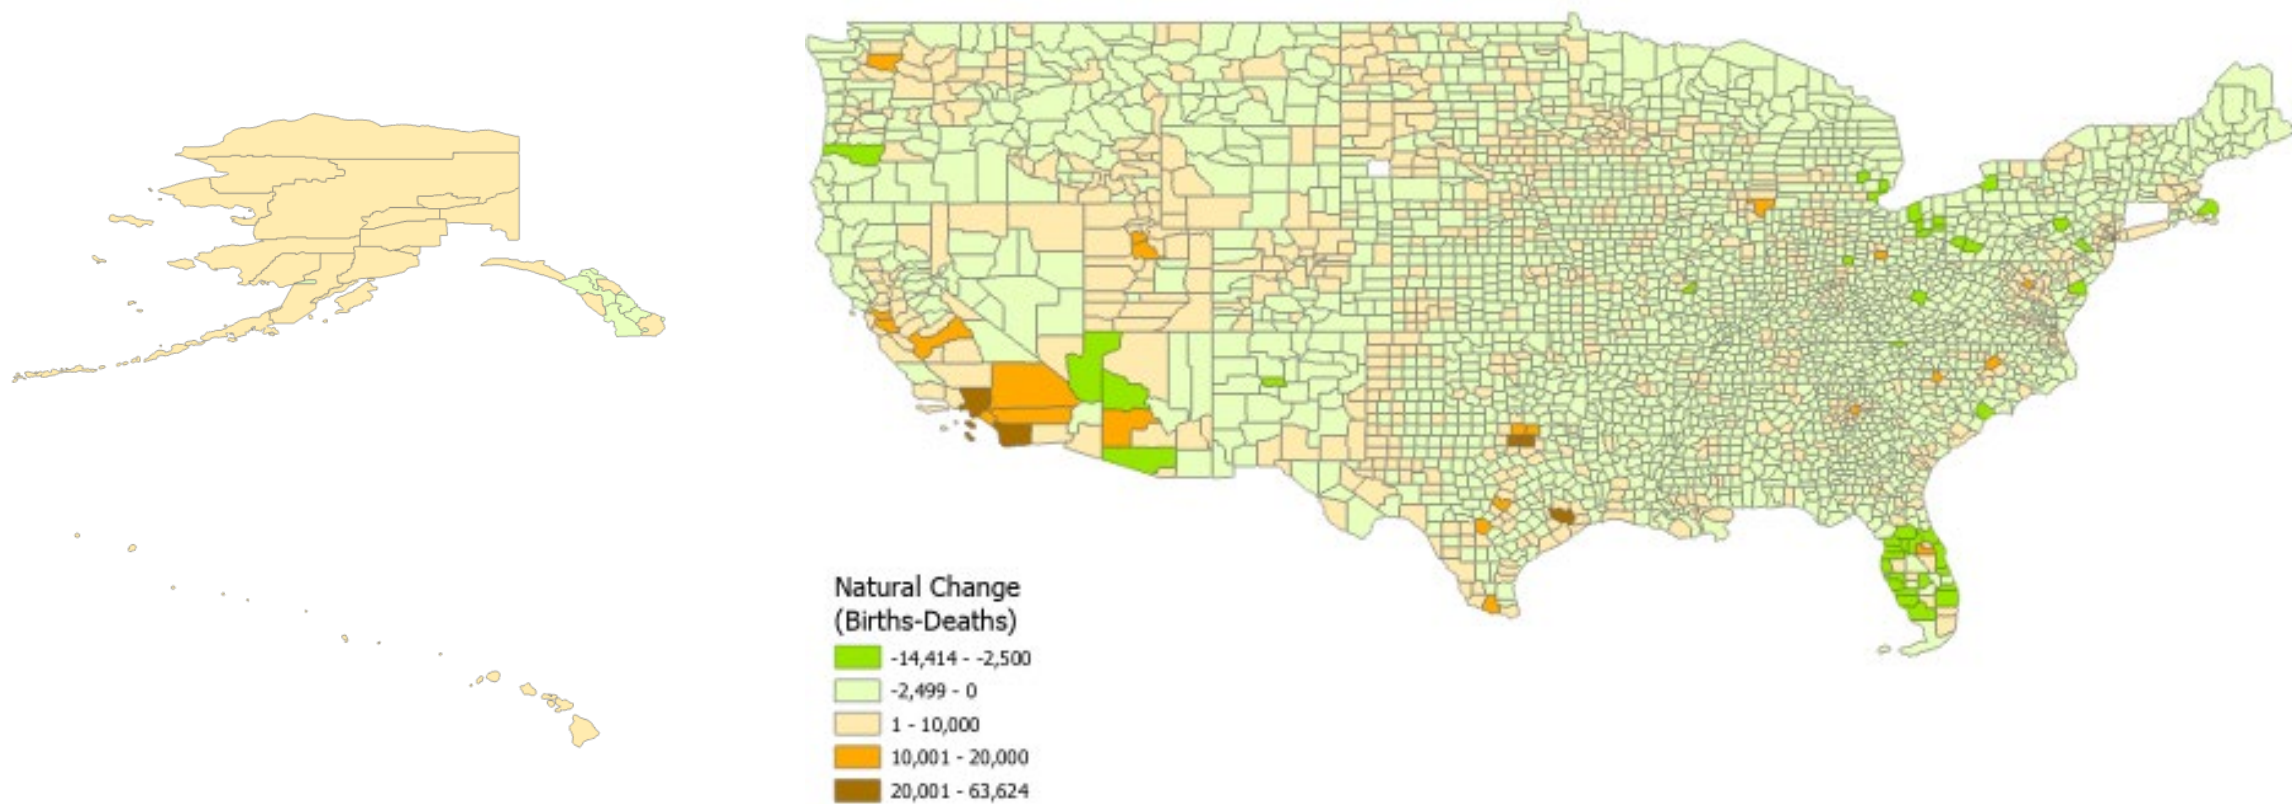 Natural Change
(Births-Deaths)
-14,414 - -2,500
-2,499 - 0
1 - 10,000
10,001 - 20,000
20,001 - 63,624